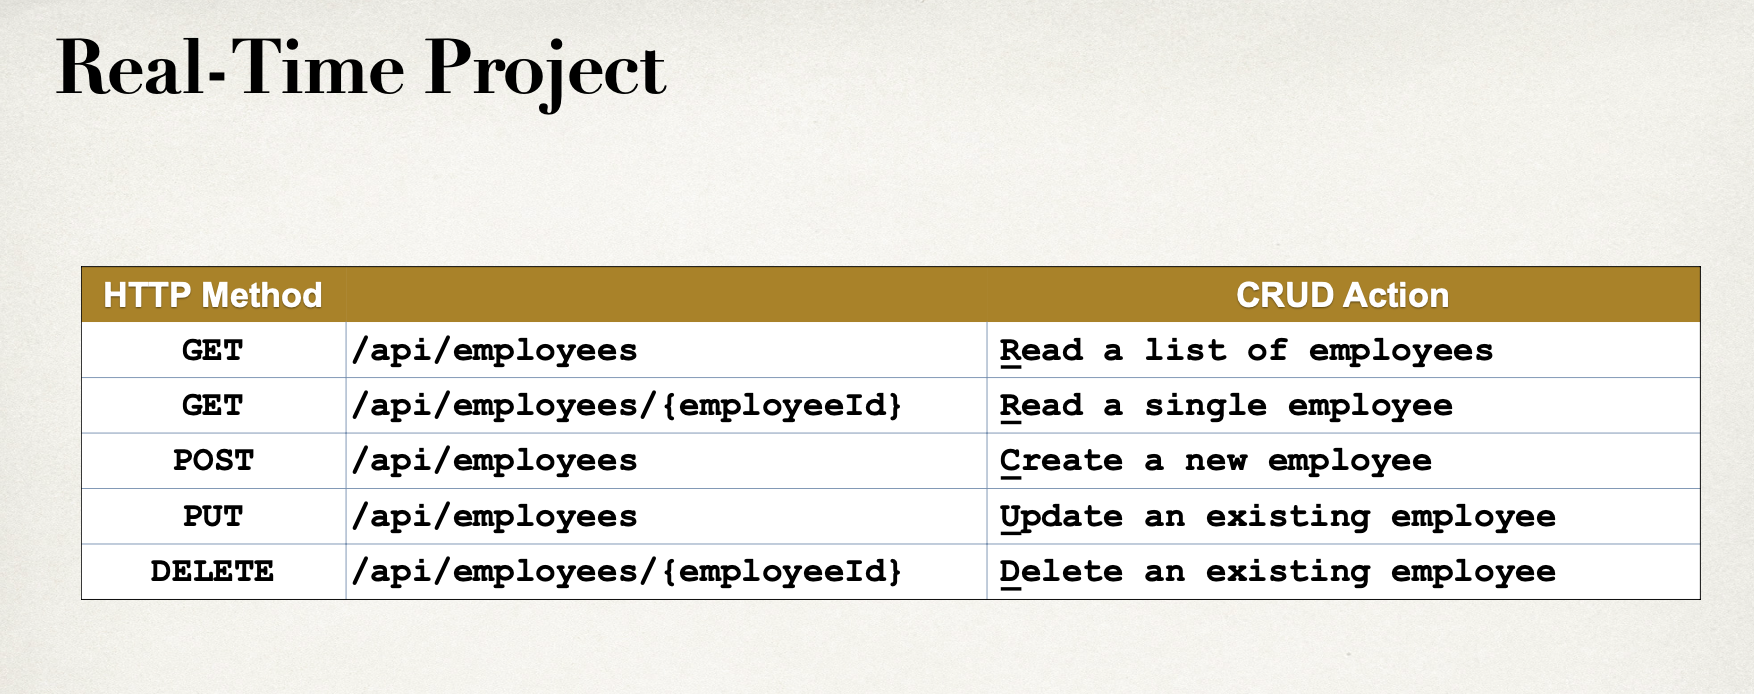 Real-Time Project
HTTP Method CRUD Action
GET /api/employees Read a list of employees
GET /api/employees/{employeeId} Read a single employee
POST /api/employees Create a new employee
PUT /api/employees Update an existing employee
DELETE /api/employees/{employeeId} Delete an existing employee